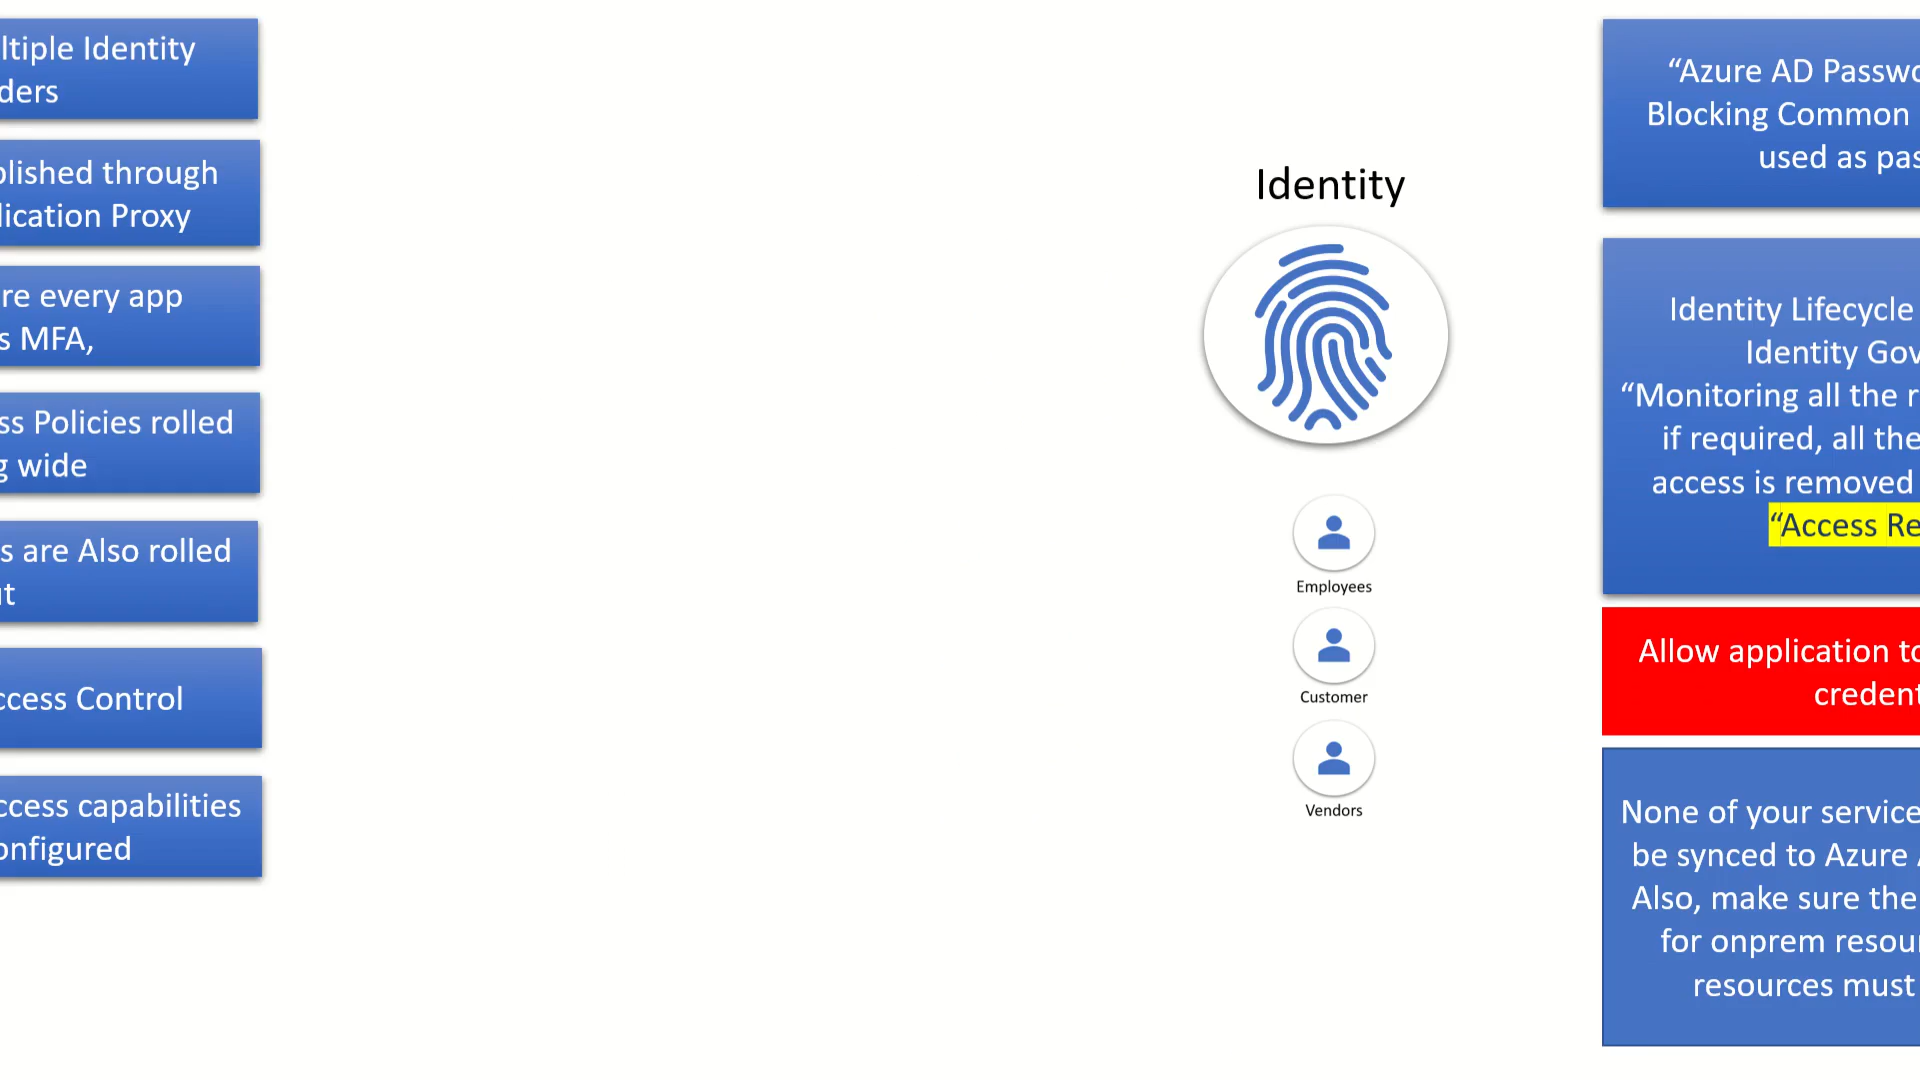 ltiple Identity
ders
blished through
lication Proxy
re every app
s MFA,
ss Policies rolled
g wide
s are Also rolled
ut
ccess Control
ccess capabilities
onfigured
Identity
Employees
Customer
Vendors
“Azure AD Passwo
Blocking Common
used as pas
Identity Lifecycle
Identity Gov
“Monitoring all the r
if required, all the
access is removed
“Access Re
Allow application to
credent
None of your service
be synced to Azure A
Also, make sure the
for onprem resour
resources must